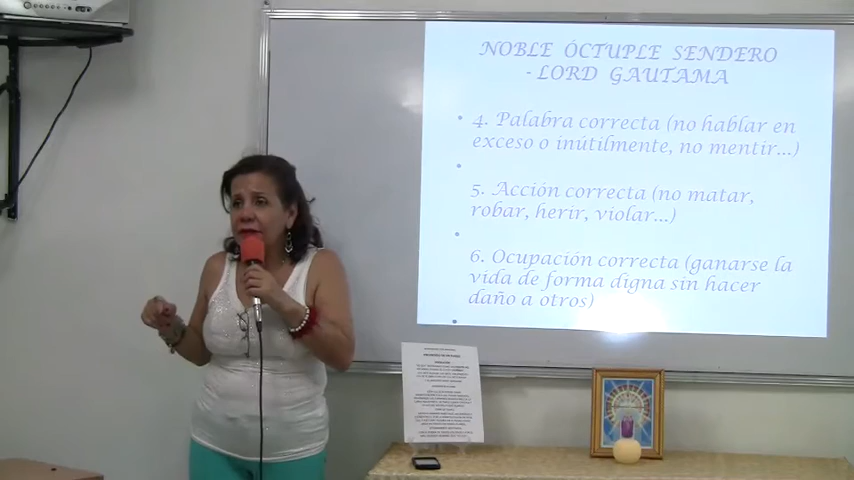 NOBLE ÓCTUPLE SENDERO
- LORD GAUTAMA
• 4. Palabra correcta (no hablar en
exceso o inútilmente, no mentir...)
•
5. Acción correcta (no matar,
robar, herir, violar...)
•
6. Ocupación correcta (ganarse la
vida de forma digna sin hacer
daño a otros)
•